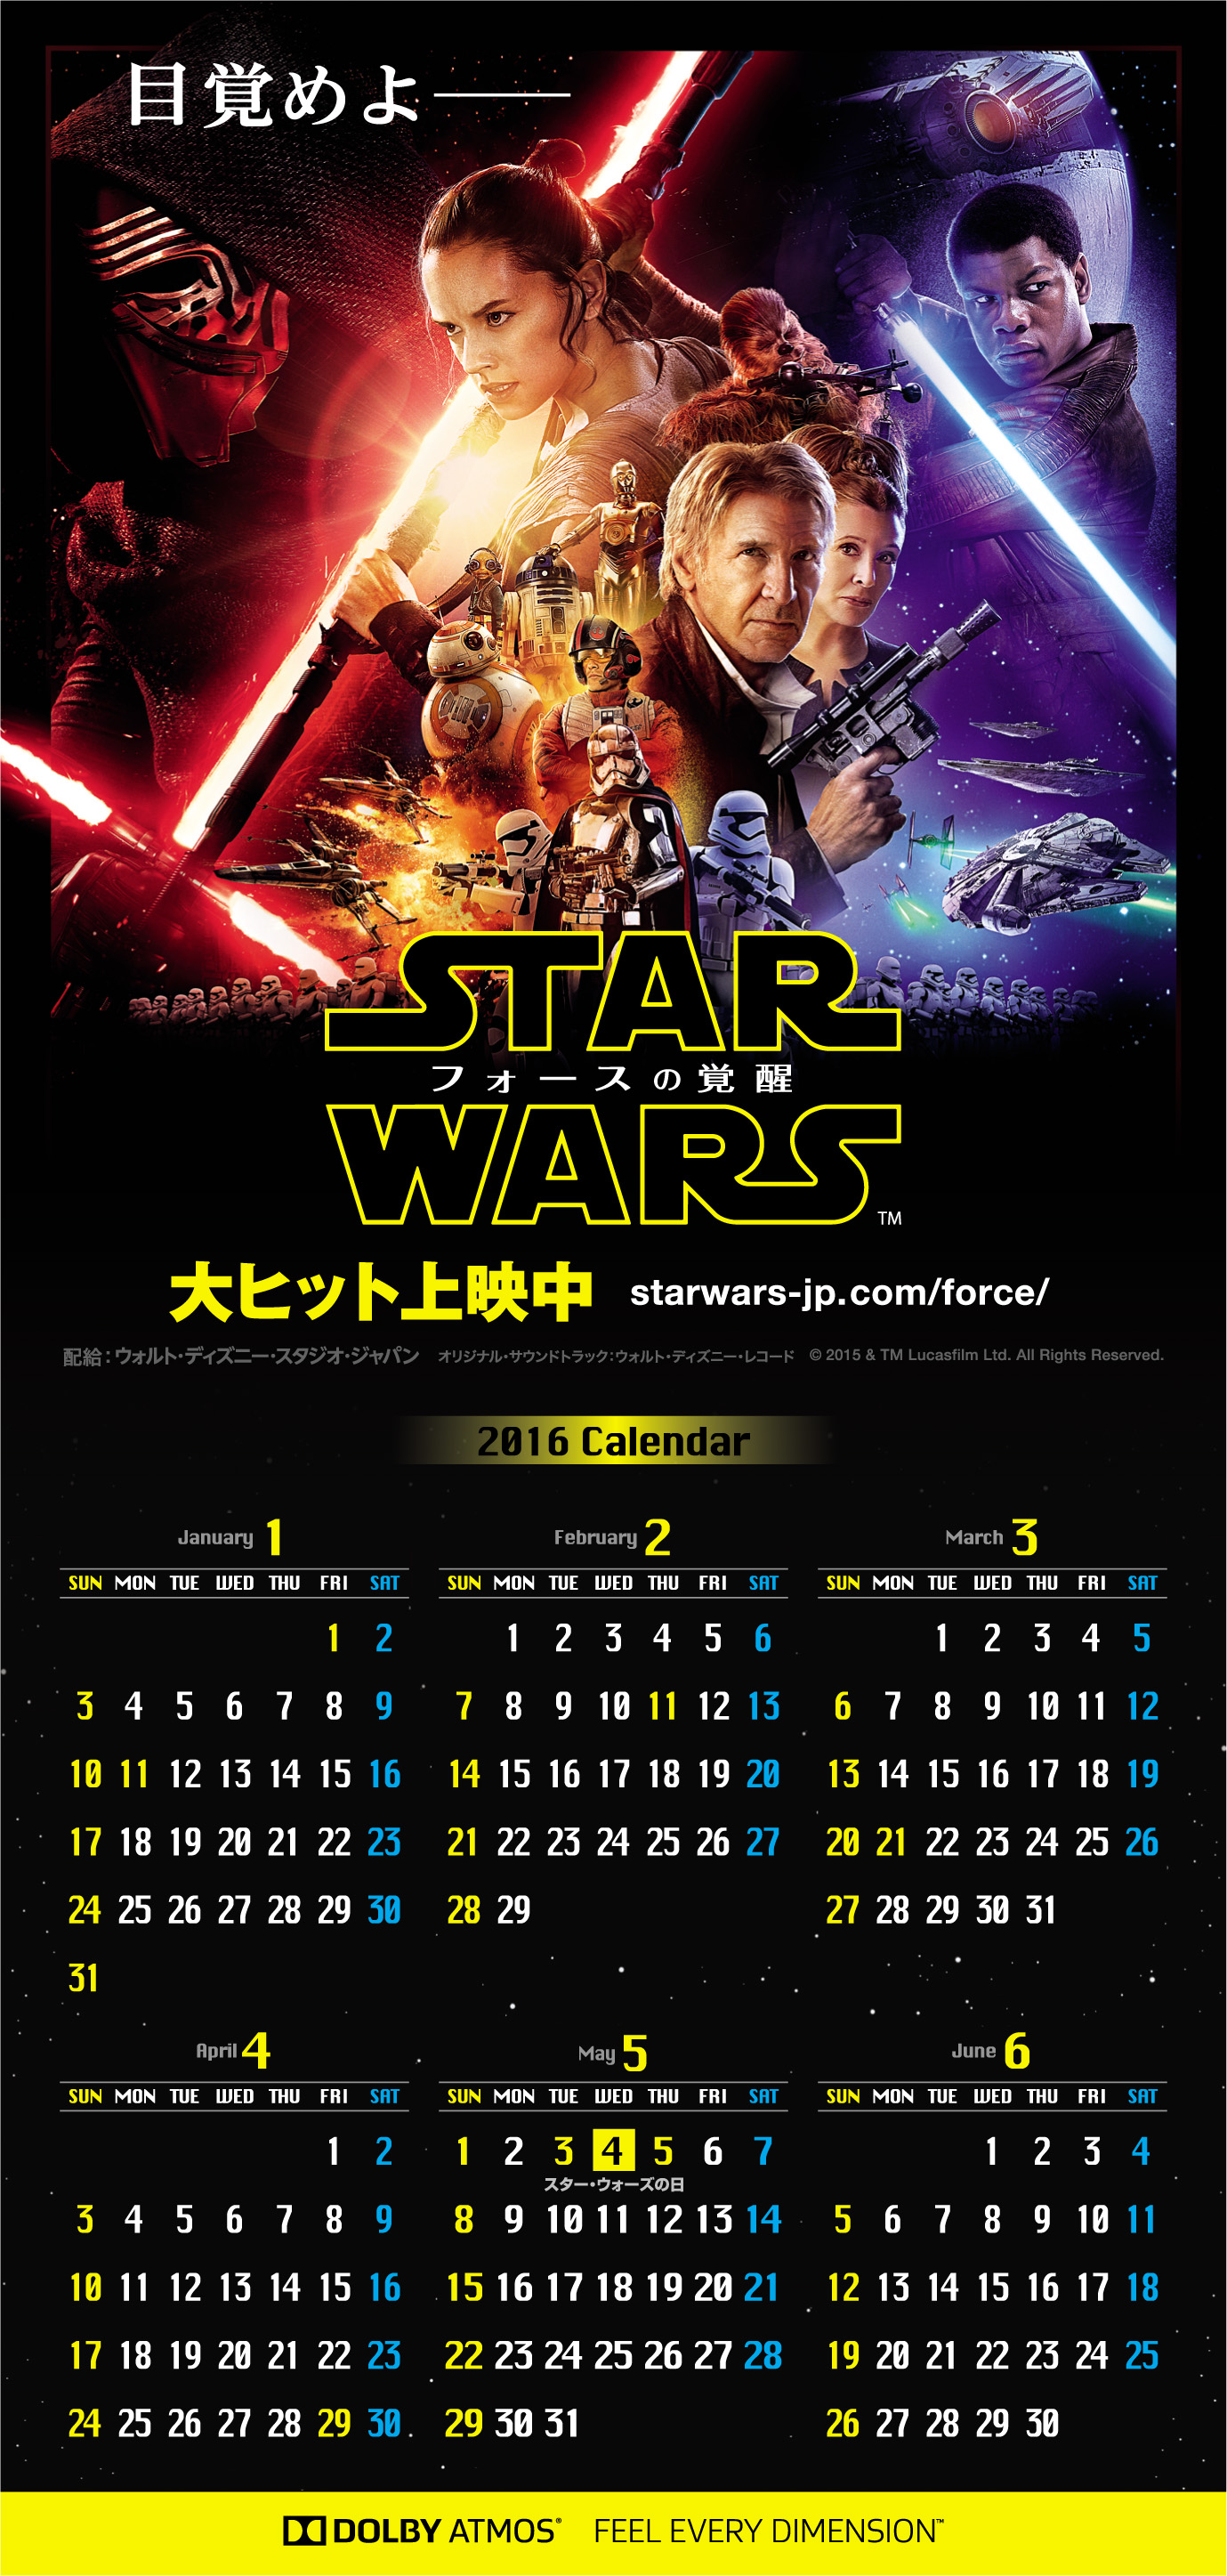 目覚めよ——
STAR
フォースの覚醒
WARS™
大ヒット上映中 starwars-jp.com/force/
配給：ウォルト・ディズニー・スタジオ・ジャパン オリジナル・サウンドトラック：ウォルト・ディズニー・レコード © 2015 & TM Lucasfilm Ltd. All Rights Reserved.
2016 Calendar
January 1
SUN MON TUE WED THU FRI SAT
1 2
3 4 5 6 7 8 9
10 11 12 13 14 15 16
17 18 19 20 21 22 23
24 25 26 27 28 29 30
31
February 2
SUN MON TUE WED THU FRI SAT
1 2 3 4 5 6
7 8 9 10 11 12 13
14 15 16 17 18 19 20
21 22 23 24 25 26 27
28 29
March 3
SUN MON TUE WED THU FRI SAT
1 2 3 4 5
6 7 8 9 10 11 12
13 14 15 16 17 18 19
20 21 22 23 24 25 26
27 28 29 30 31
April 4
SUN MON TUE WED THU FRI SAT
1 2
3 4 5 6 7 8 9
10 11 12 13 14 15 16
17 18 19 20 21 22 23
24 25 26 27 28 29 30
May 5
SUN MON TUE WED THU FRI SAT
1 2 3 4 5 6 7
スター・ウォーズの日
8 9 10 11 12 13 14
15 16 17 18 19 20 21
22 23 24 25 26 27 28
29 30 31
June 6
SUN MON TUE WED THU FRI SAT
1 2 3 4
5 6 7 8 9 10 11
12 13 14 15 16 17 18
19 20 21 22 23 24 25
26 27 28 29 30
DOLBY ATMOS® FEEL EVERY DIMENSION™